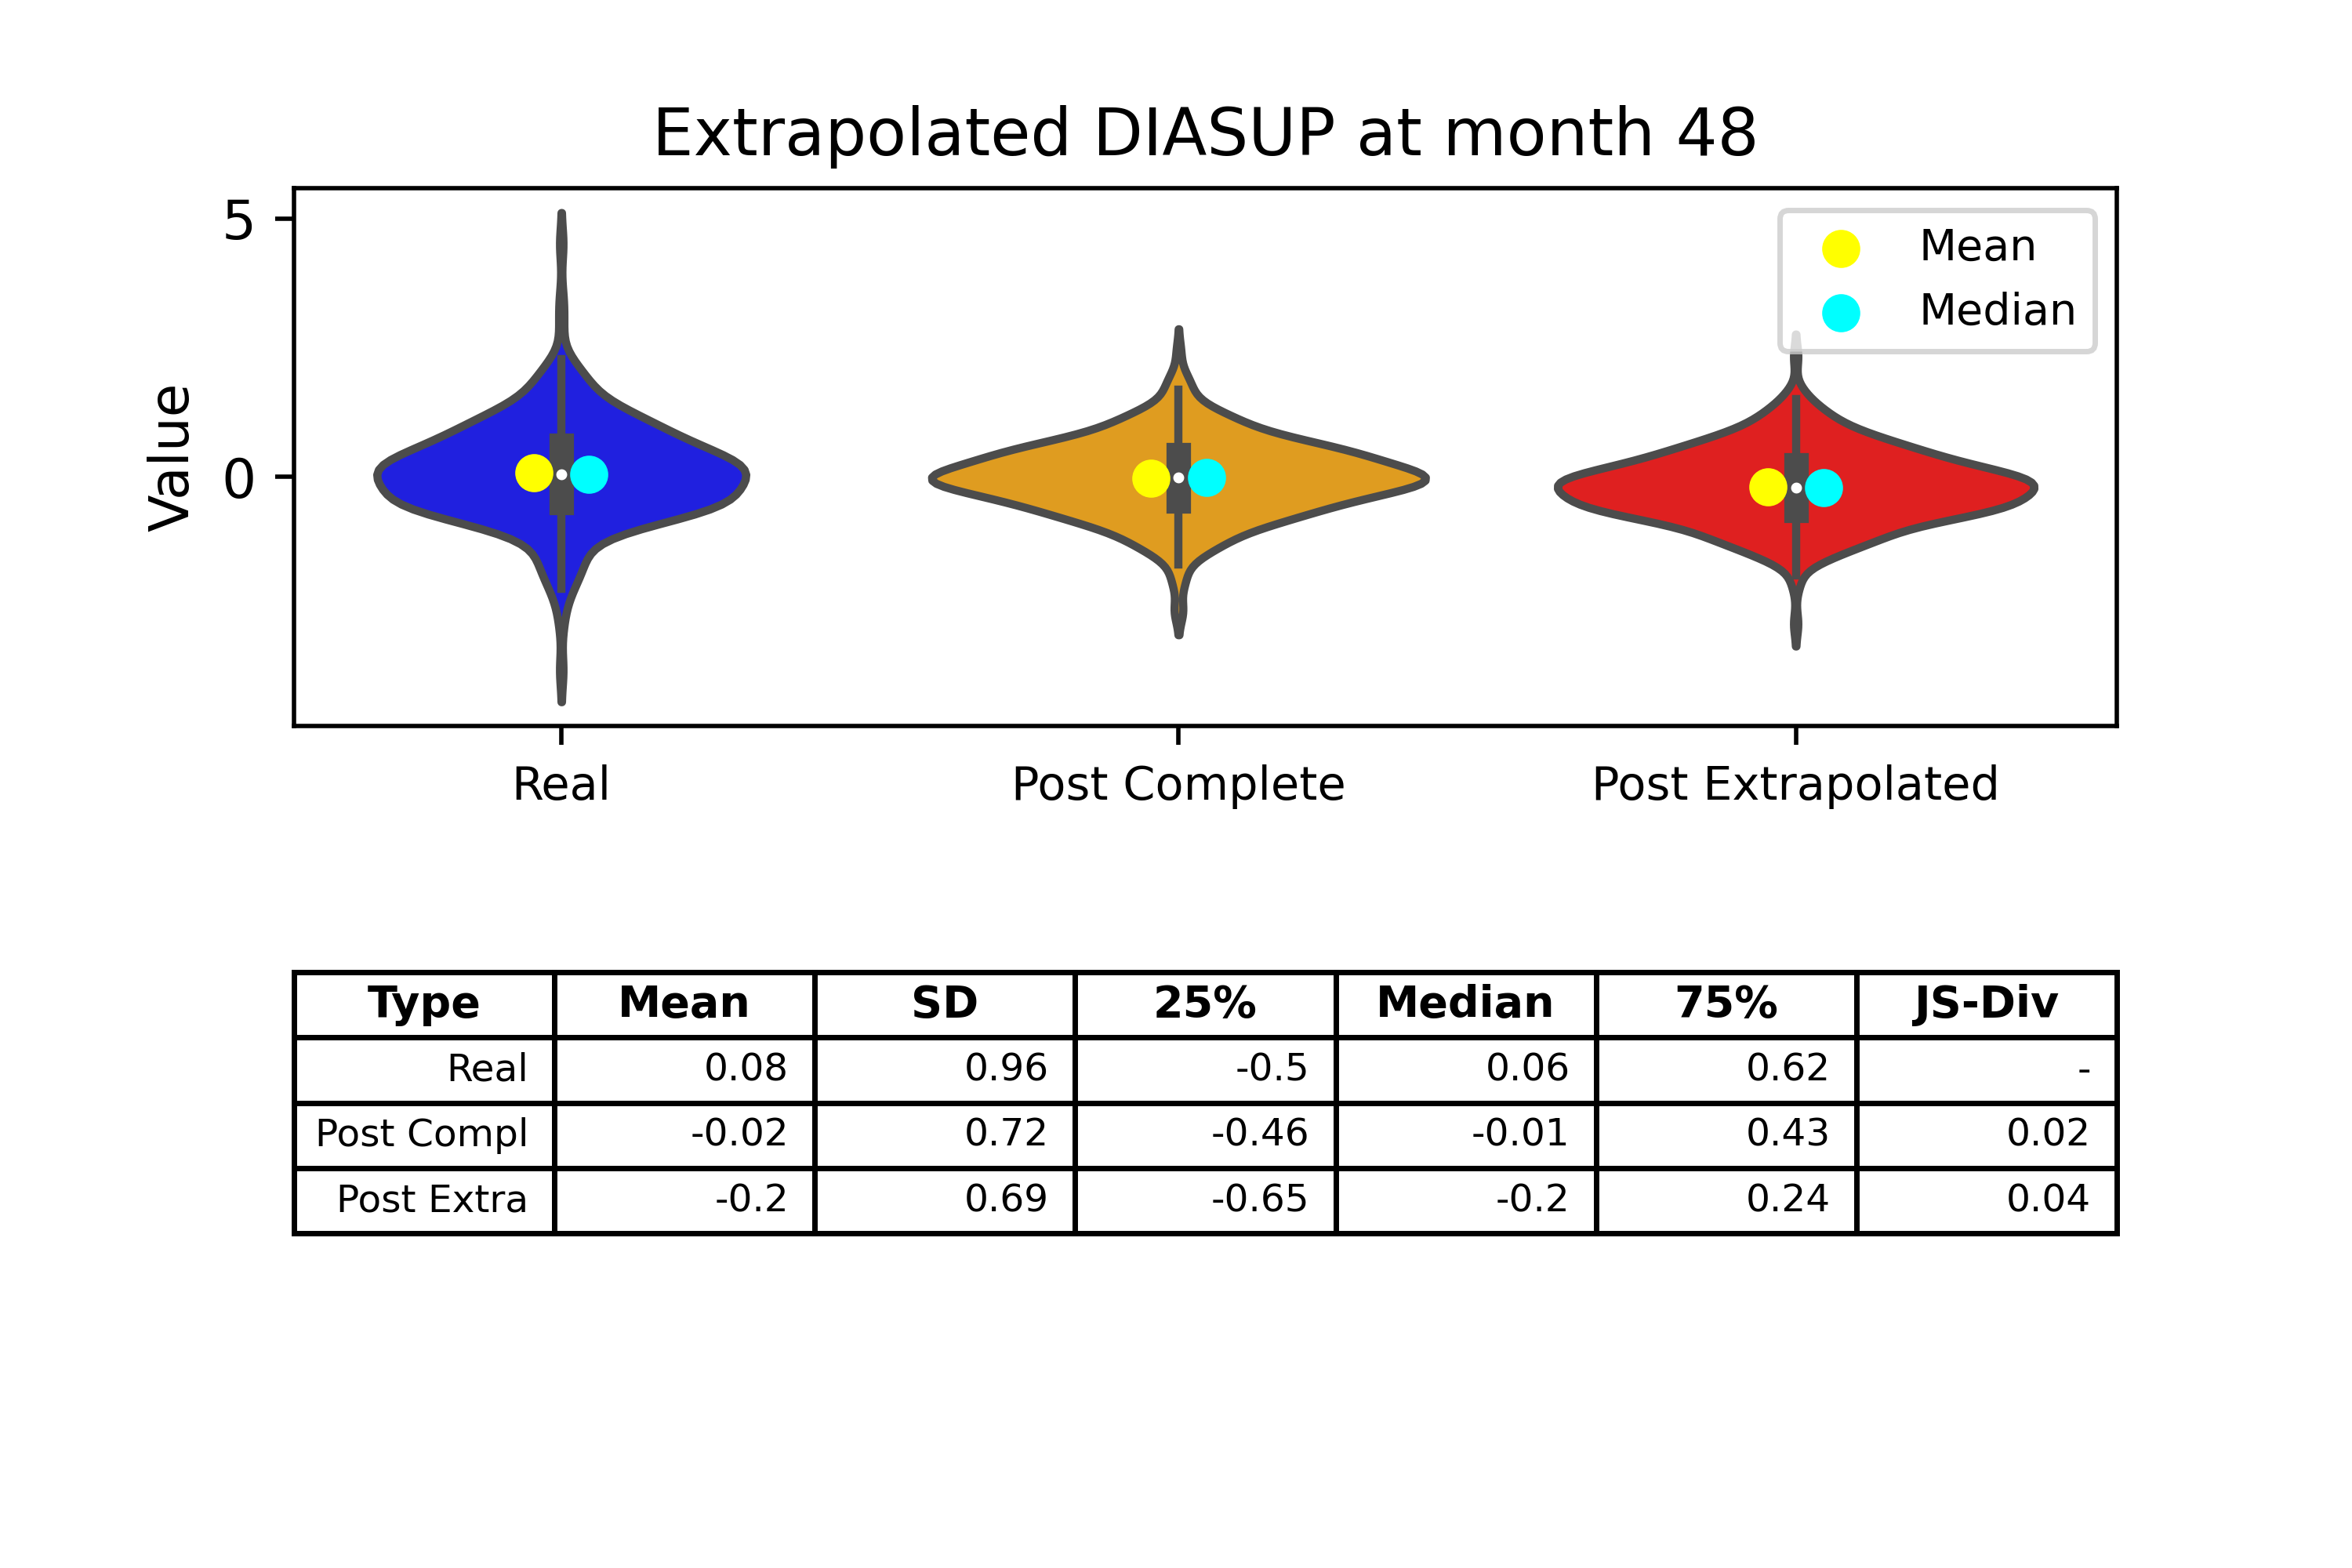 Extrapolated DIASUP at month 48
5
Mean
Median
Value
0
Real Post Complete Post Extrapolated
Type Mean SD 25% Median 75% JS-Div
Real 0.08 0.96 -0.5 0.06 0.62 -
Post Compl -0.02 0.72 -0.46 -0.01 0.43 0.02
Post Extra -0.2 0.69 -0.65 -0.2 0.24 0.04